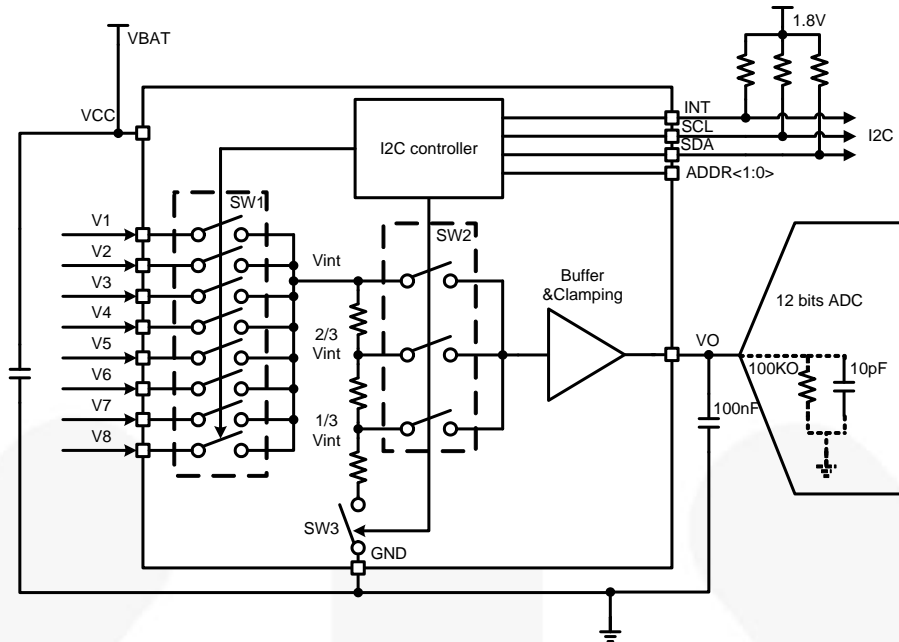 VBAT
1.8V
VCC
INT
SCL
SDA
ADDR<1:0>
I2C
I2C controller
SW1
SW2
V1
V2
V3
V4
V5
V6
V7
V8
Vint
2/3
Vint
1/3
Vint
Buffer
&Clamping
VO
12 bits ADC
100KO
10pF
100nF
SW3
GND